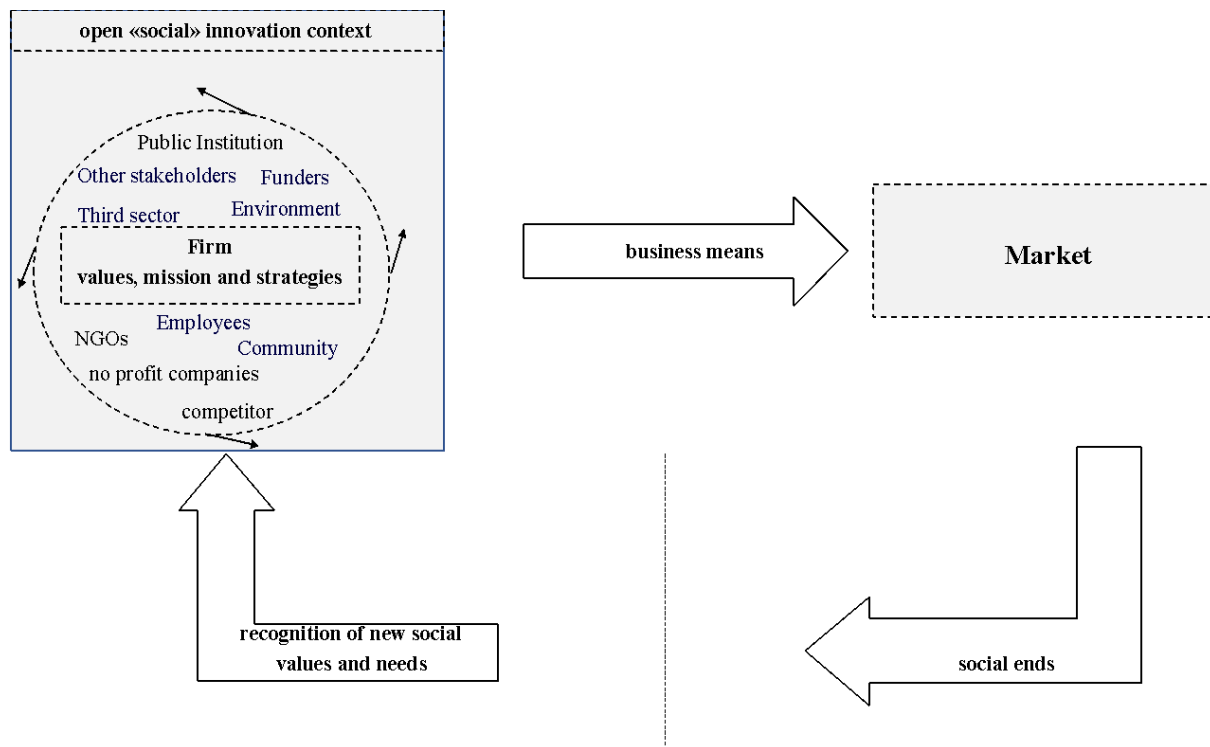 open «social» innovation context
Public Institution
Other stakeholders
Funders
Third sector
Environment
Firm
values, mission and strategies
Employees
NGOs
Community
no profit companies
competitor
business means
Market
recognition of new social
values and needs
social ends